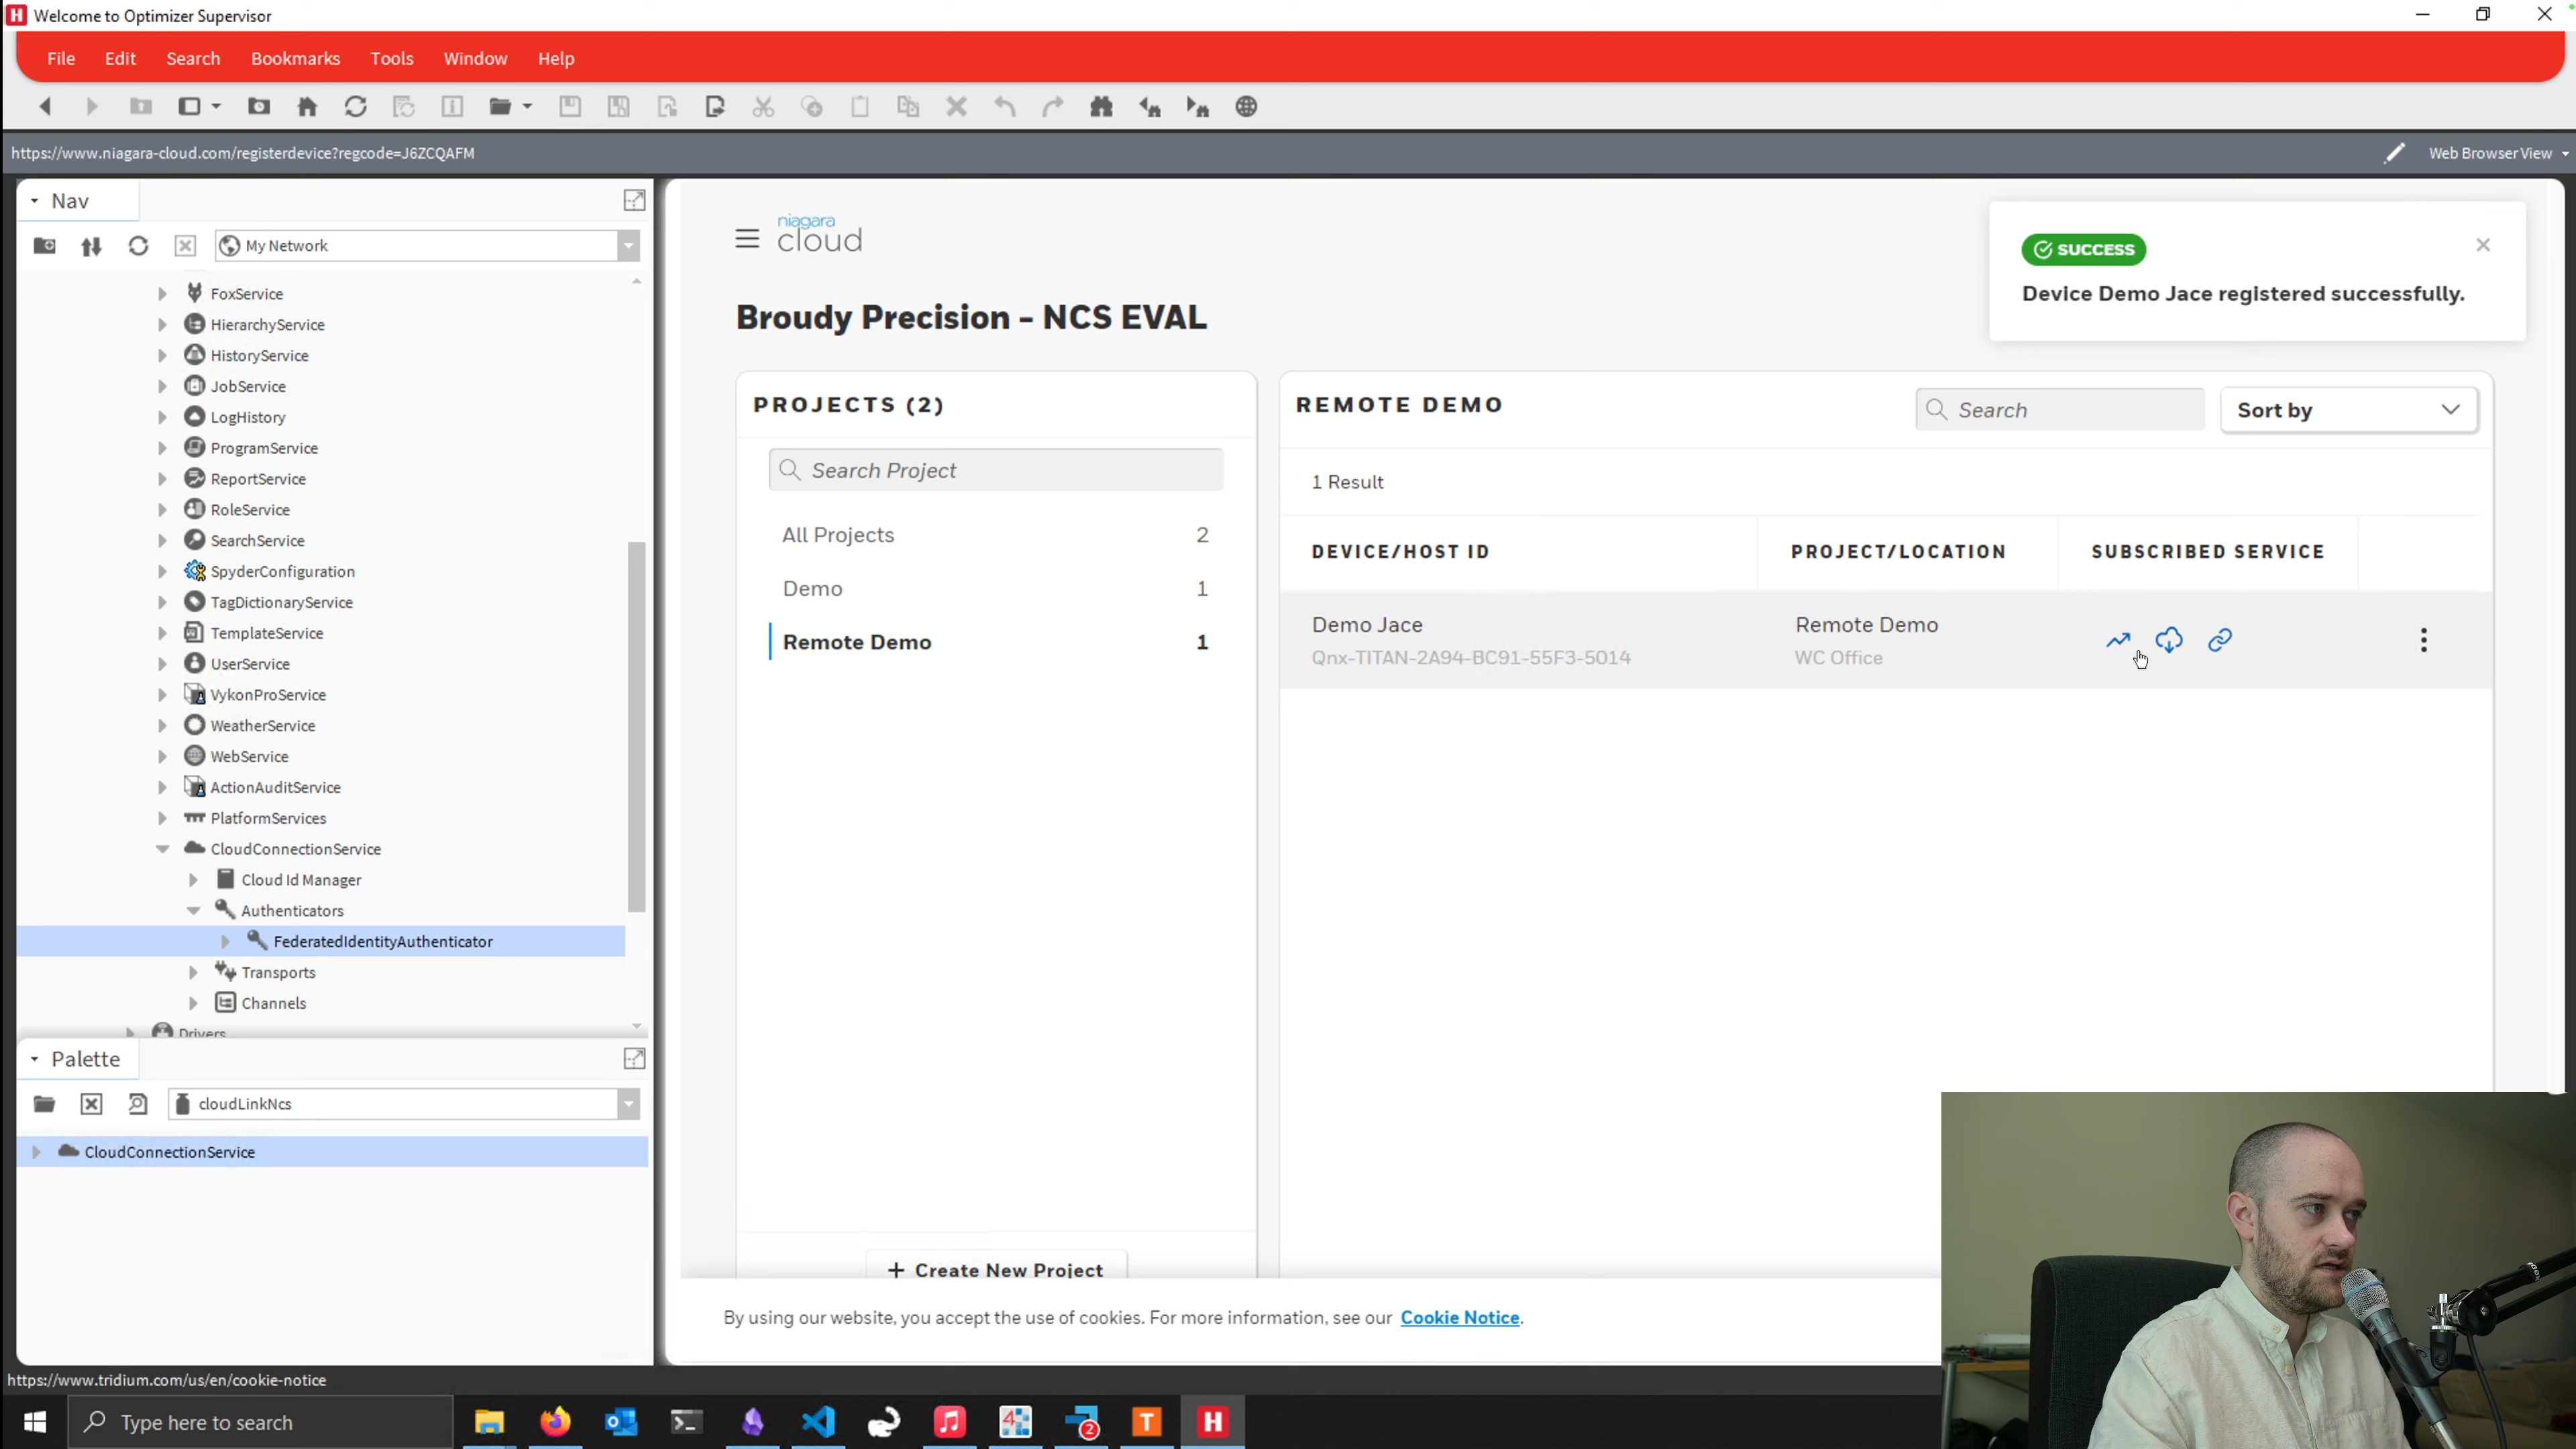 Welcome to Optimizer Supervisor
File Edit Search Bookmarks Tools Window Help
https://www.niagara-cloud.com/registerdevice?regcode=J6ZCQAFM
Web Browser View
Nav
My Network
FoxService
HierarchyService
HistoryService
JobService
LogHistory
ProgramService
ReportService
RoleService
SearchService
SpyderConfiguration
TagDictionaryService
TemplateService
UserService
VykonProService
WeatherService
WebService
ActionAuditService
PlatformServices
CloudConnectionService
Cloud Id Manager
Authenticators
FederatedIdentityAuthenticator
Transports
Channels
Drivers
Palette
cloudLinkNcs
CloudConnectionService
niagara
cloud
SUCCESS
Device Demo Jace registered successfully.
Broudy Precision - NCS EVAL
PROJECTS (2)
Search Project
All Projects 2
Demo 1
Remote Demo 1
+ Create New Project
REMOTE DEMO
Search
Sort by
1 Result
DEVICE/HOST ID PROJECT/LOCATION SUBSCRIBED SERVICE
Demo Jace Remote Demo
Qnx-TITAN-2A94-BC91-55F3-5014 WC Office
By using our website, you accept the use of cookies. For more information, see our Cookie Notice.
https://www.tridium.com/us/en/cookie-notice
Type here to search
4
2
T
H